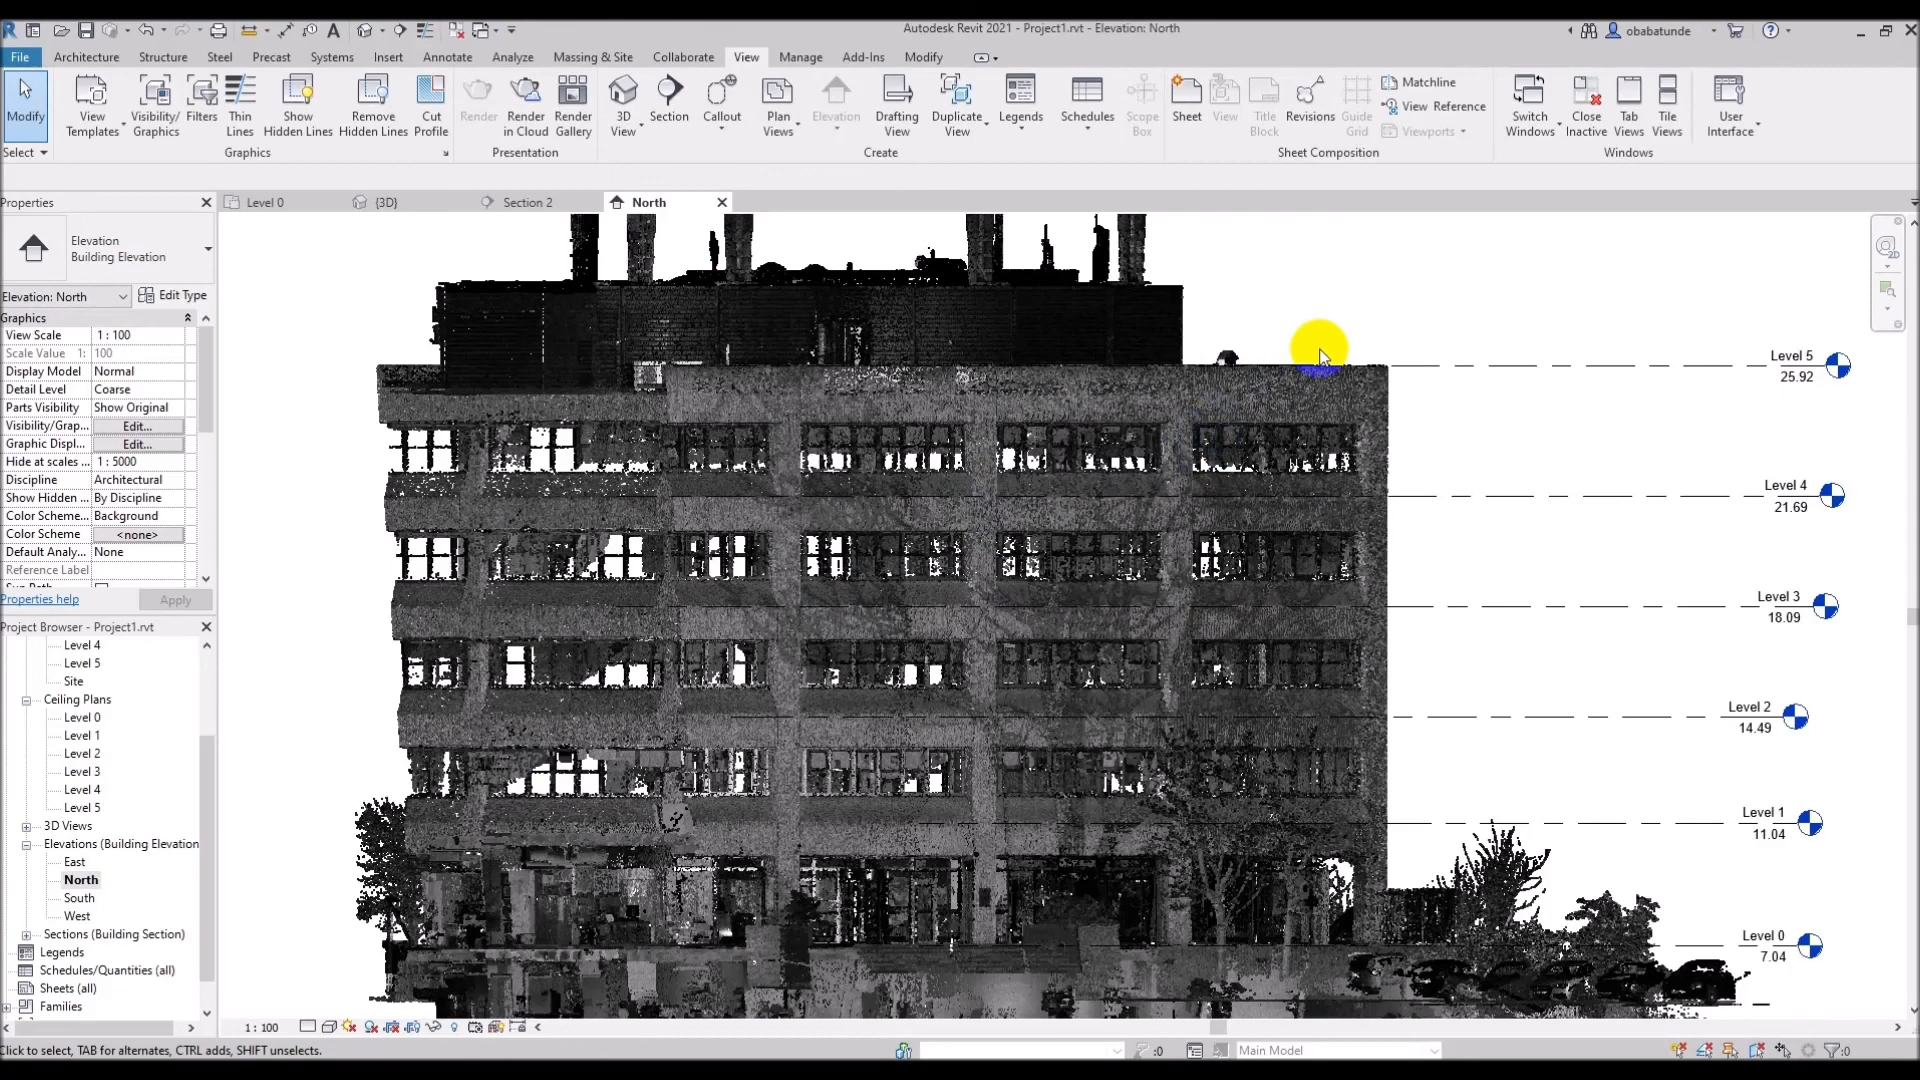 Autodesk Revit 2021 - Project1.rvt - Elevation: North
obabatunde
File Architecture Structure Steel Precast Systems Insert Annotate Analyze Massing & Site Collaborate View Manage Add-Ins Modify
Modify
View Templates
Visibility/ Graphics
Filters
Thin Lines
Show Hidden Lines
Remove Hidden Lines
Cut Profile
Render
Render in Cloud
Render Gallery
3D View
Section
Callout
Plan Views
Elevation
Drafting View
Duplicate View
Legends
Schedules
Scope Box
Sheet
View
Title Block
Revisions
Guide Grid
Matchline
View Reference
Viewports
Switch Windows
Close Inactive
Tab Views
Tile Views
User Interface
Select Graphics Presentation Create Sheet Composition Windows
Properties
Level 0 {3D} Section 2 North
Elevation
Building Elevation
Elevation: North Edit Type
Graphics
View Scale 1 : 100
Scale Value 1: 100
Display Model Normal
Detail Level Coarse
Parts Visibility Show Original
Visibility/Grap... Edit...
Graphic Displ... Edit...
Hide at scales ... 1 : 5000
Discipline Architectural
Show Hidden ... By Discipline
Color Scheme... Background
Color Scheme <none>
Default Analy... None
Reference Label
Properties help Apply
Project Browser - Project1.rvt
Level 4
Level 5
Site
Ceiling Plans
Level 0
Level 1
Level 2
Level 3
Level 4
Level 5
3D Views
Elevations (Building Elevation
East
North
South
West
Sections (Building Section)
Legends
Schedules/Quantities (all)
Sheets (all)
Families
Level 5
25.92
Level 4
21.69
Level 3
18.09
Level 2
14.49
Level 1
11.04
Level 0
7.04
2D
1 : 100
Click to select, TAB for alternates, CTRL adds, SHIFT unselects.
:0
Main Model
:0